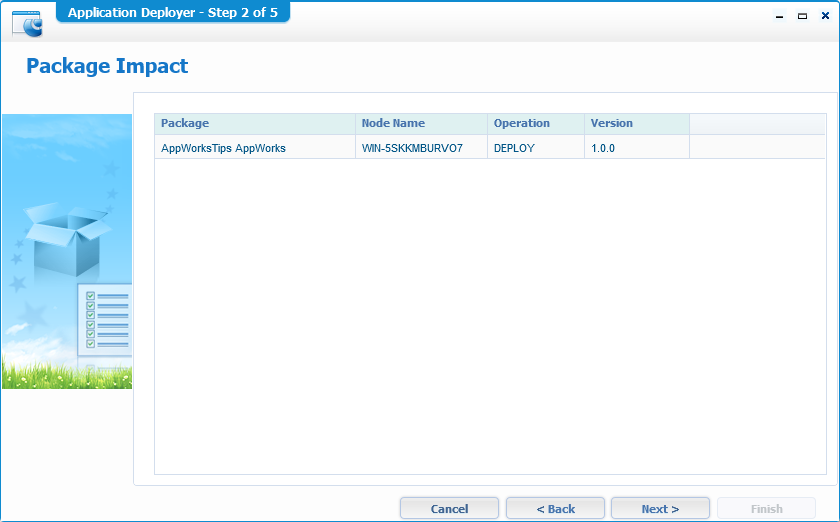 Application Deployer - Step 2 of 5
Package Impact
Package Node Name Operation Version
AppWorksTips AppWorks WIN-5SKKMBURVO7 DEPLOY 1.0.0
Cancel < Back Next > Finish